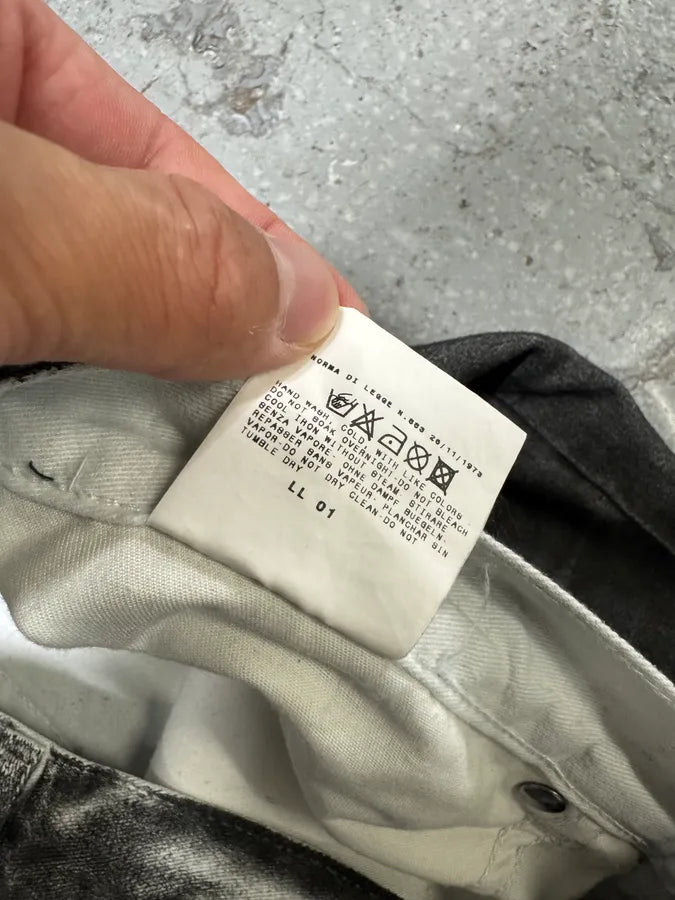 NORMA DI LEGGE N.883 26/11/1973
HAND WASH COLD, WITH LIKE COLORS
DO NOT SOAK OVERNIGHT-DO NOT BLEACH
COOL IRON WITHOUT STEAM. STIRARE
SENZA VAPORE. OHNE DAMPF BUEGELN.
REPASSER SANS VAPEUR. PLANCHAR SIN
VAPOR-DO NOT DRY CLEAN-DO NOT
TUMBLE DRY
LL 01